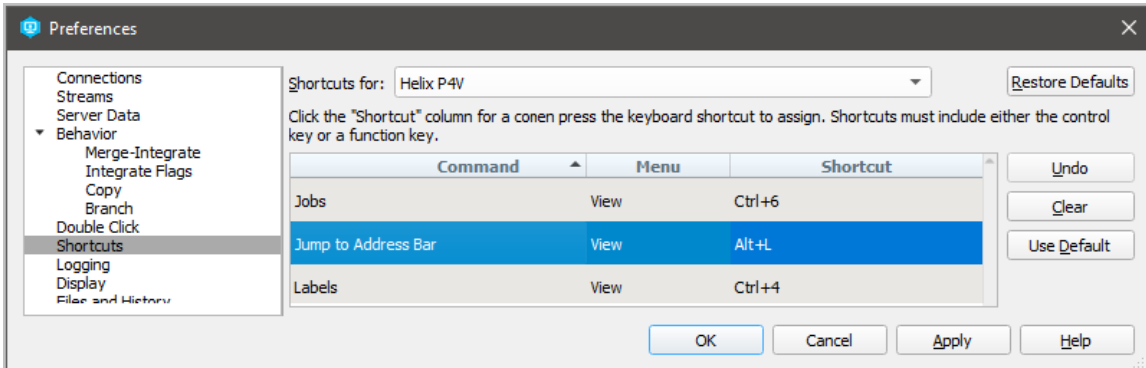 Preferences
Connections
Streams
Server Data
Behavior
Merge-Integrate
Integrate Flags
Copy
Branch
Double Click
Shortcuts
Logging
Display
Files and History
Shortcuts for: Helix P4V
Restore Defaults
Click the "Shortcut" column for a conen press the keyboard shortcut to assign. Shortcuts must include either the control
key or a function key.
Command Menu Shortcut
Jobs View Ctrl+6
Jump to Address Bar View Alt+L
Labels View Ctrl+4
Undo
Clear
Use Default
OK Cancel Apply Help